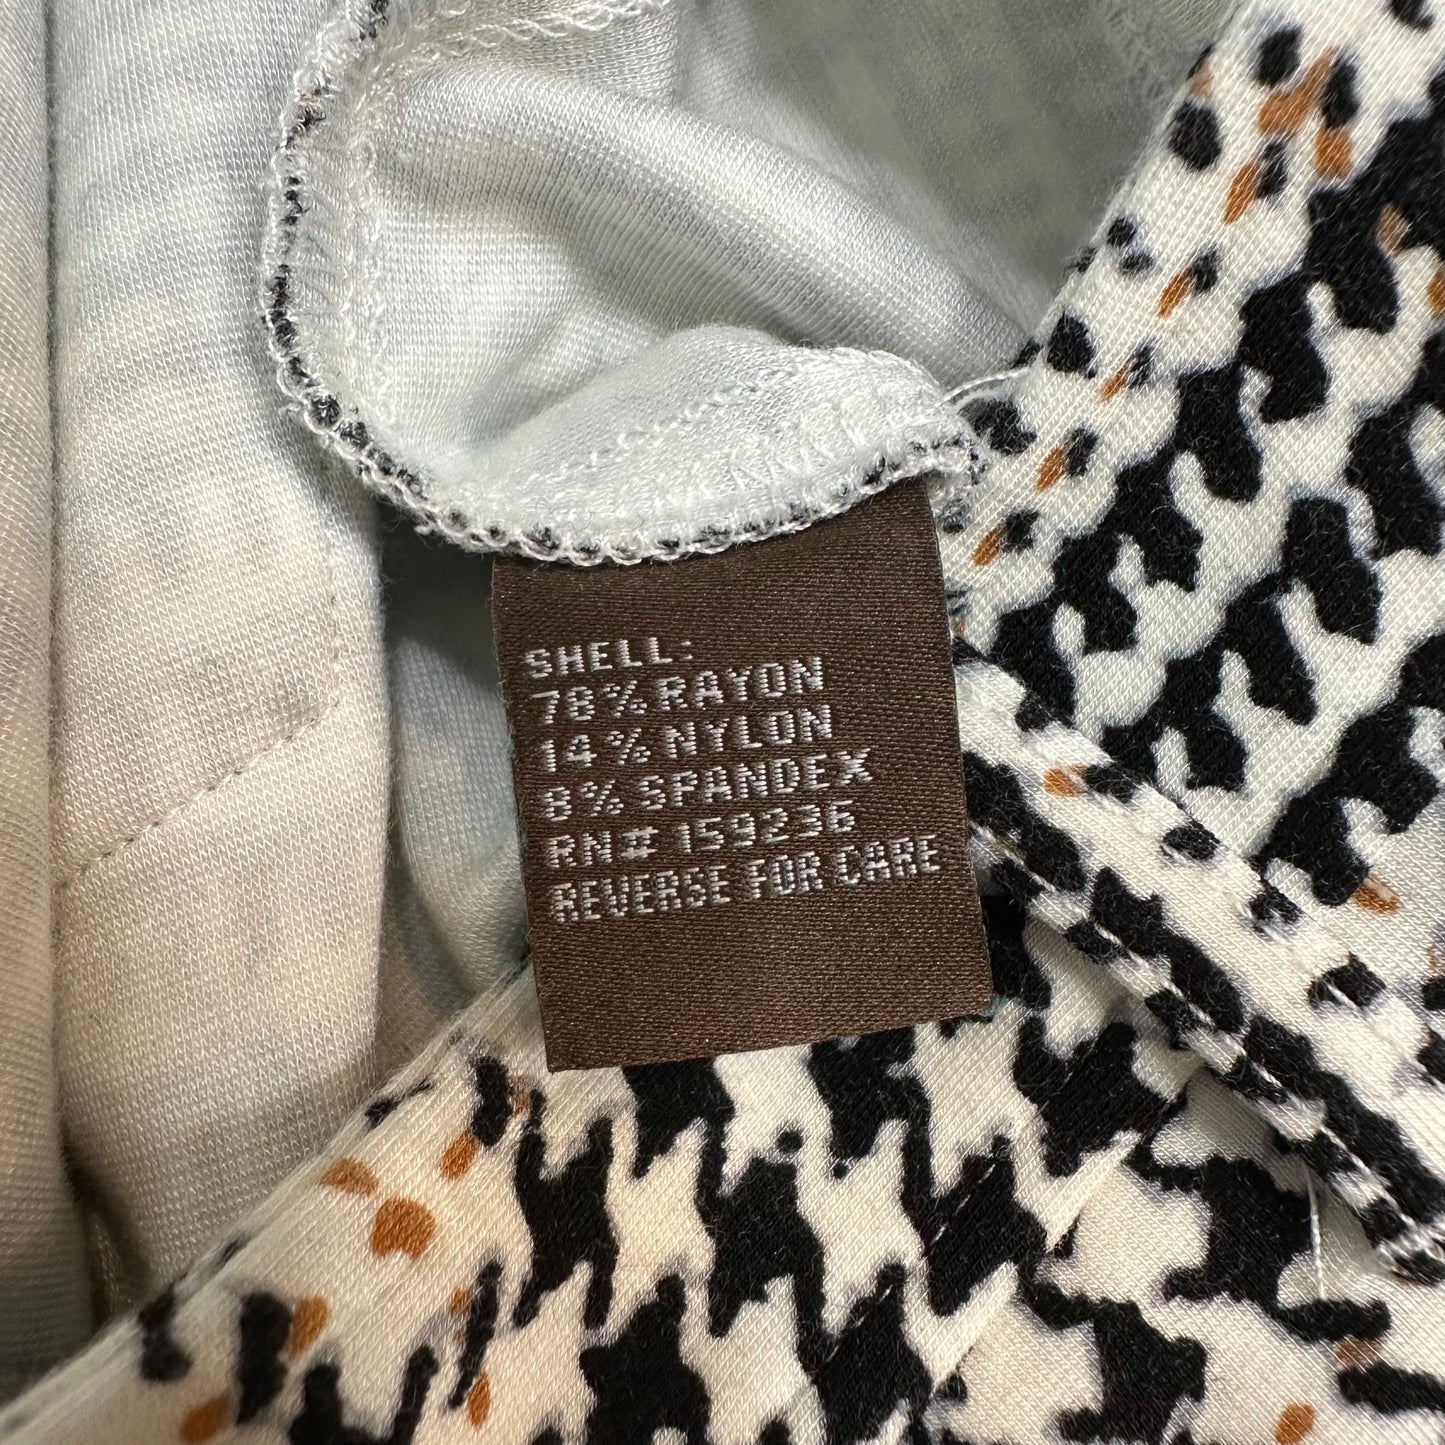 SHELL:
78% RAYON
14% NYLON
8% SPANDEX
RN# 159236
REVERSE FOR CARE